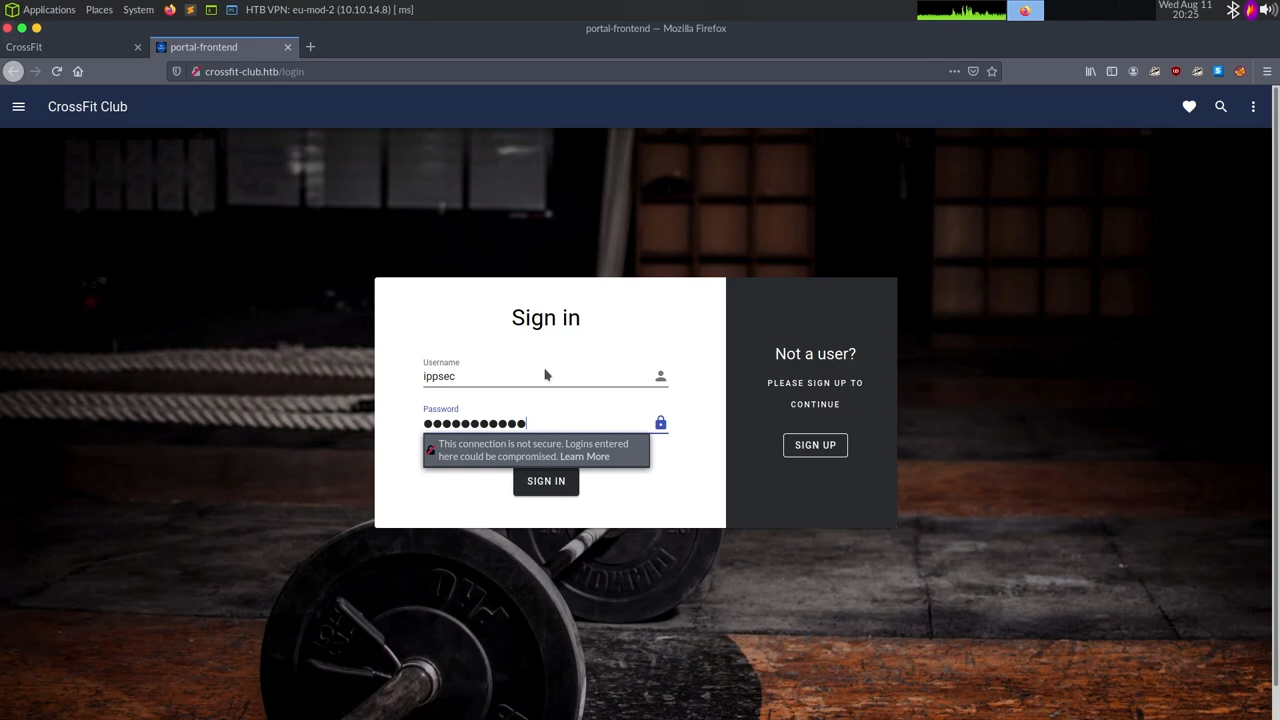 Applications Places System HTB VPN: eu-mod-2 (10.10.14.8) [ ms] Wed Aug 11
20:25
portal-frontend — Mozilla Firefox
CrossFit portal-frontend
crossfit-club.htb/login
CrossFit Club
Sign in
Username
ippsec
Password
This connection is not secure. Logins entered
here could be compromised. Learn More
SIGN IN
Not a user?
PLEASE SIGN UP TO
CONTINUE
SIGN UP